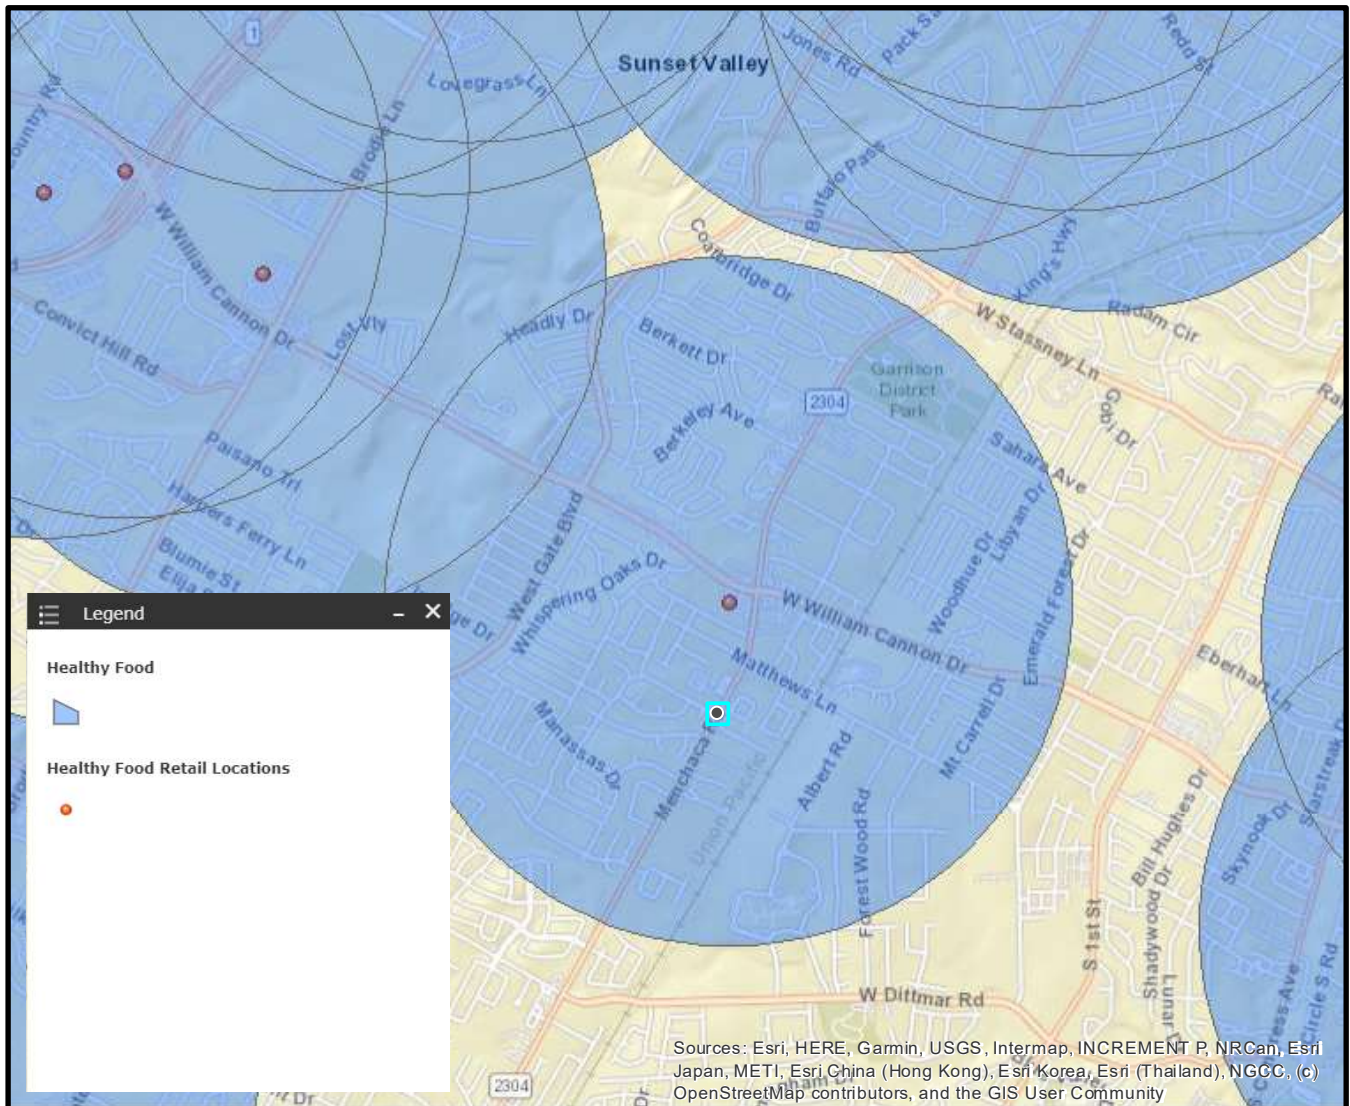 1
Sunset Valley
Jones Rd
Redd St
Lovegrass Ln
Brodie Ln
Buffalo Pass
W William Cannon Dr
Coatbridge Dr
King's Hwy
Convict Hill Rd
Lost Vly
Headly Dr
Berkett Dr
W Stassney Ln
Radam Cir
Garrison
District
Park
2304
Berkeley Ave
Gobi Dr
Paisano Trl
Sahara Ave
Harpers Ferry Ln
West Gate Blvd
Libyan Dr
Blumie St
Whispering Oaks Dr
Woodhue Dr
Emerald Forest Dr
W William Cannon Dr
Legend
Healthy Food
Healthy Food Retail Locations
Matthews Ln
Eberhart Ln
Manassas Dr
Menchaca
Mt Carrell Dr
Albert Rd
Union Pacific
Forest Wood Rd
Bill Hughes Dr
Skynook Dr
Starstreak
S 1st St
Shadywood Dr
Circle S Rd
W Dittmar Rd
2304
Sources: Esri, HERE, Garmin, USGS, Intermap, INCREMENT P, NRCan, Esri
Japan, METI, Esri China (Hong Kong), Esri Korea, Esri (Thailand), NGCC, (c)
OpenStreetMap contributors, and the GIS User Community